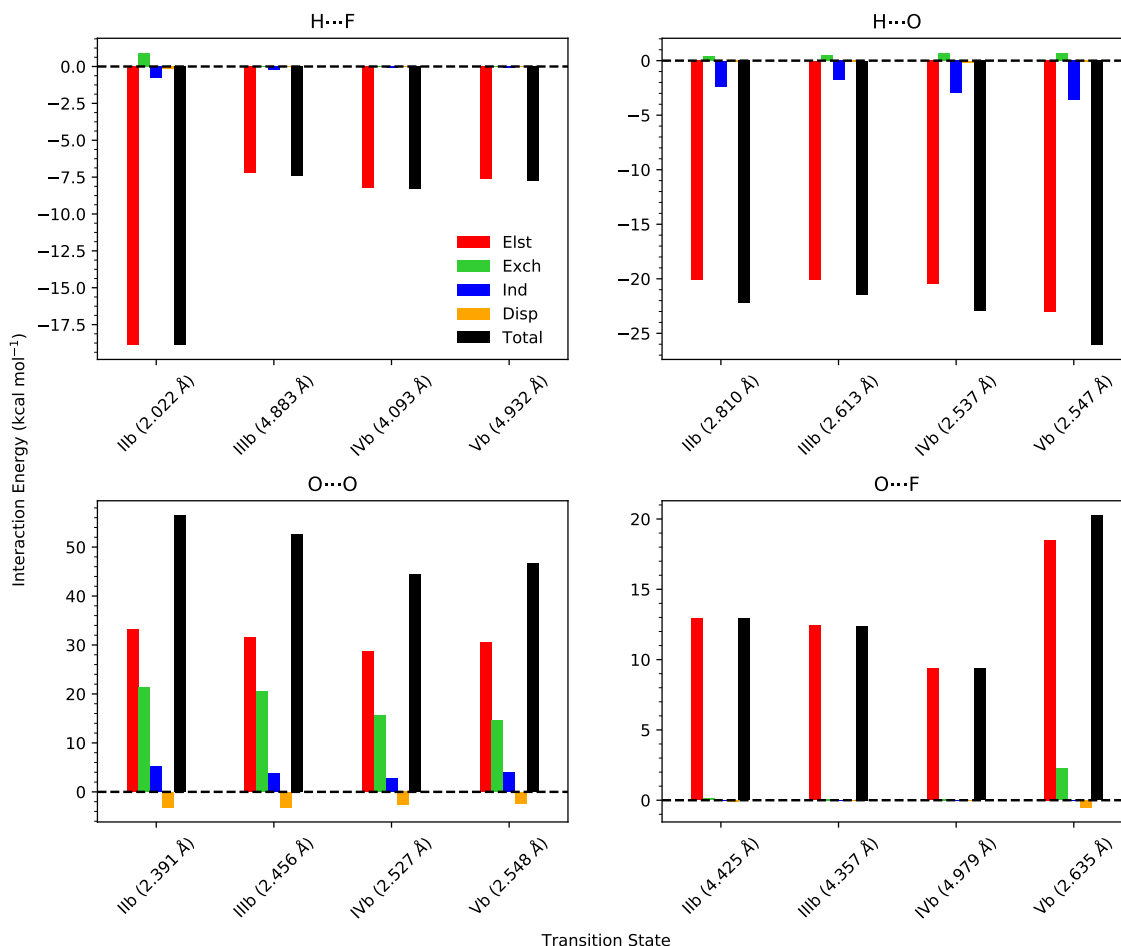 H···F
0.0
−2.5
−5.0
−7.5
−10.0
−12.5
−15.0
−17.5
Elst
Exch
Ind
Disp
Total
IIb (2.022 Å)
IIIb (4.883 Å)
IVb (4.093 Å)
Vb (4.932 Å)
H···O
0
−5
−10
−15
−20
−25
IIb (2.810 Å)
IIIb (2.613 Å)
IVb (2.537 Å)
Vb (2.547 Å)
Interaction Energy (kcal mol⁻¹)
O···O
50
40
30
20
10
0
IIb (2.391 Å)
IIIb (2.456 Å)
IVb (2.527 Å)
Vb (2.548 Å)
O···F
20
15
10
5
0
IIb (4.425 Å)
IIIb (4.357 Å)
IVb (4.979 Å)
Vb (2.635 Å)
Transition State